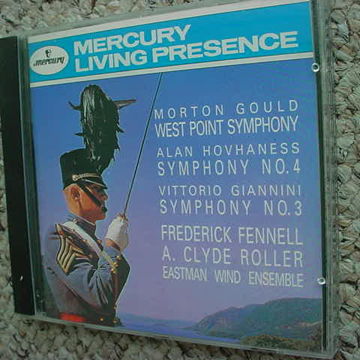 mercury
MERCURY
LIVING PRESENCE
MORTON GOULD
WEST POINT SYMPHONY
ALAN HOVHANESS
SYMPHONY NO. 4
VITTORIO GIANNINI
SYMPHONY NO. 3
FREDERICK FENNELL
A. CLYDE ROLLER
EASTMAN WIND ENSEMBLE